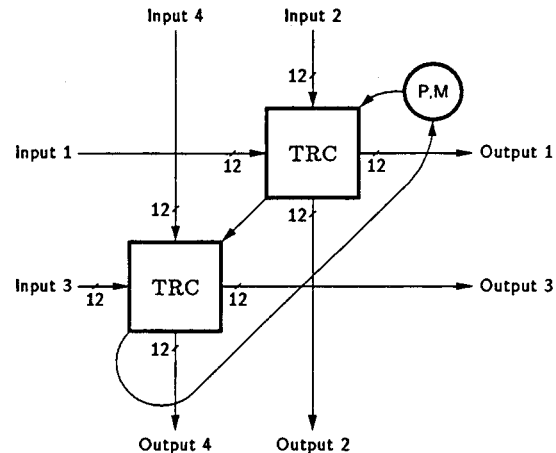 Input 4
Input 2
12
P,M
Input 1
12
TRC
12
Output 1
12
12
Input 3
12
TRC
12
Output 3
12
Output 4
Output 2